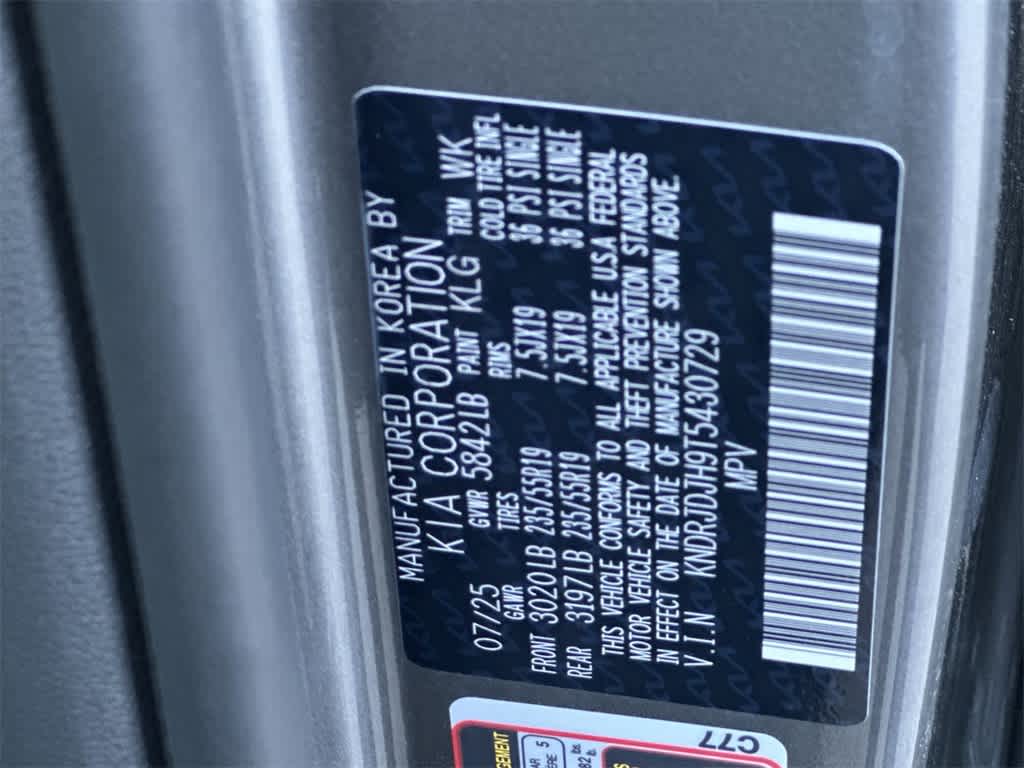 MANUFACTURED IN KOREA BY
KIA CORPORATION
07/25 GVWR 5842LB PAINT KLG TRIM WK
GAWR TIRES RIMS COLD TIRE INFL
FRONT 3020LB 235/55R19 7.5JX19 36 PSI SINGLE
REAR 3197LB 235/55R19 7.5JX19 36 PSI SINGLE
THIS VEHICLE CONFORMS TO ALL APPLICABLE U.S.A. FEDERAL
MOTOR VEHICLE SAFETY AND THEFT PREVENTION STANDARDS
IN EFFECT ON THE DATE OF MANUFACTURE SHOWN ABOVE.
V.I.N KNDRJDJH9T5430729
MPV
C77
5